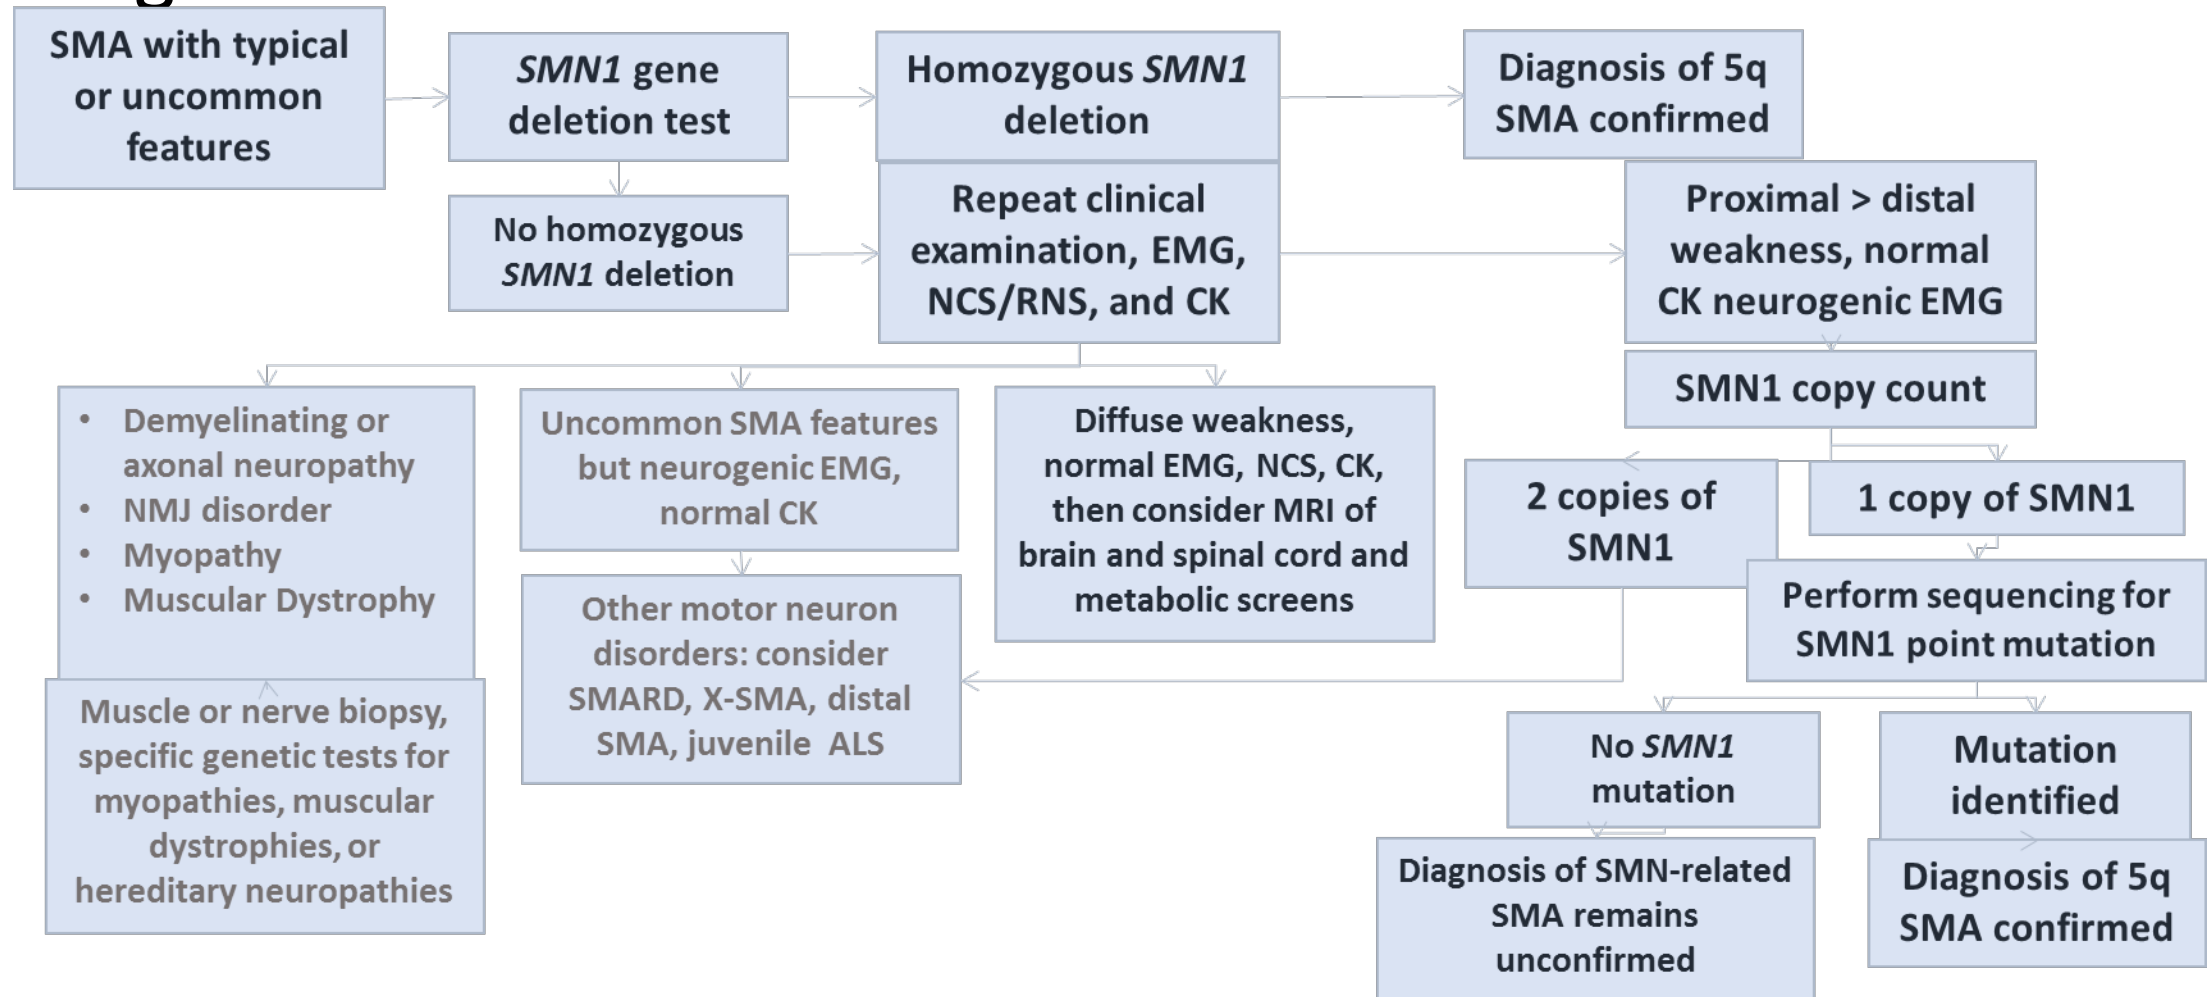 SMA with typical
or uncommon
features
SMN1 gene
deletion test
Homozygous SMN1
deletion
Diagnosis of 5q
SMA confirmed
No homozygous
SMN1 deletion
Repeat clinical
examination, EMG,
NCS/RNS, and CK
Proximal > distal
weakness, normal
CK neurogenic EMG
SMN1 copy count
• Demyelinating or
axonal neuropathy
• NMJ disorder
• Myopathy
• Muscular Dystrophy
Uncommon SMA features
but neurogenic EMG,
normal CK
Diffuse weakness,
normal EMG, NCS, CK,
then consider MRI of
brain and spinal cord and
metabolic screens
2 copies of
SMN1
1 copy of SMN1
Perform sequencing for
SMN1 point mutation
Other motor neuron
disorders: consider
SMARD, X-SMA, distal
SMA, juvenile ALS
Muscle or nerve biopsy,
specific genetic tests for
myopathies, muscular
dystrophies, or
hereditary neuropathies
No SMN1
mutation
Mutation
identified
Diagnosis of SMN-related
SMA remains
unconfirmed
Diagnosis of 5q
SMA confirmed